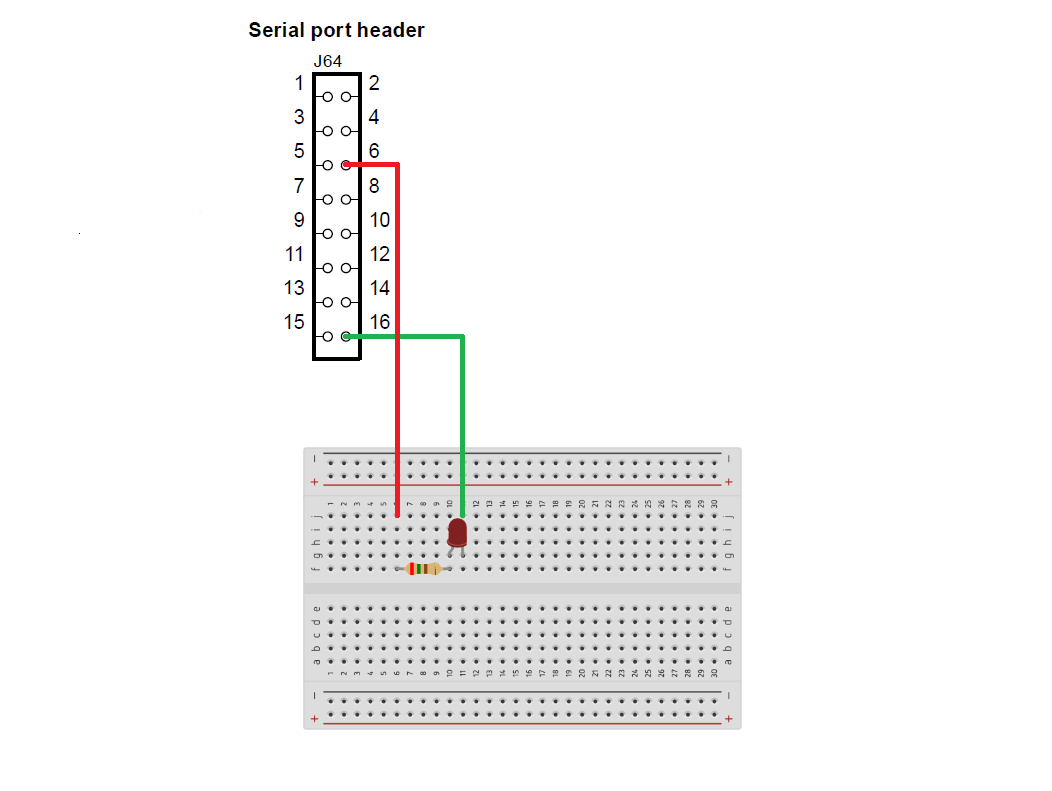 Serial port header
J64
1 2
3 4
5 6
7 8
9 10
11 12
13 14
15 16
− −
+ +
1 2 3 4 5 7 8 9 10 12 13 14 15 16 17 18 19 20 21 22 23 24 25 26 27 28 29 30
j j
i i
h h
g g
f f
e e
d d
c c
b b
a a
1 2 3 4 5 6 7 8 9 10 11 12 13 14 15 16 17 18 19 20 21 22 23 24 25 26 27 28 29 30
− −
+ +